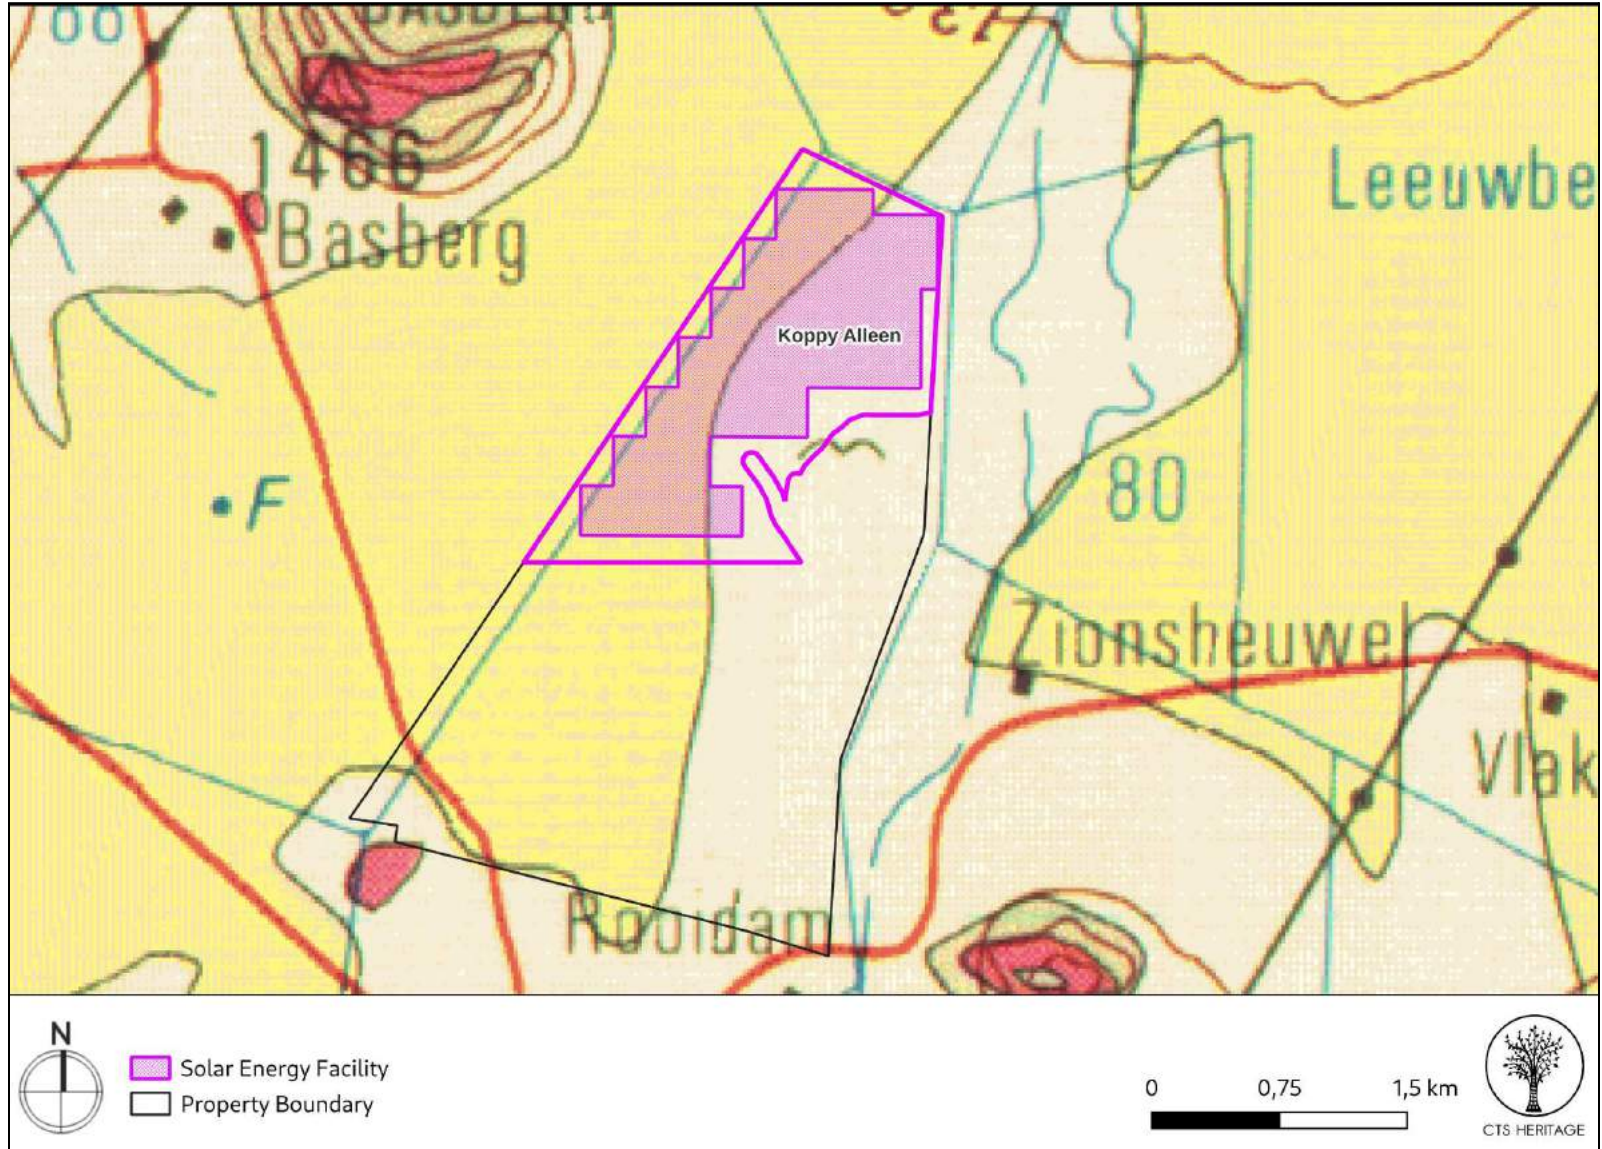 88
1466
Basberg
Leeuwbe
Koppy Alleen
F
80
Zionsheuwel
Vlak
Rooidam
N
Solar Energy Facility
Property Boundary
0 0,75 1,5 km
CTS HERITAGE